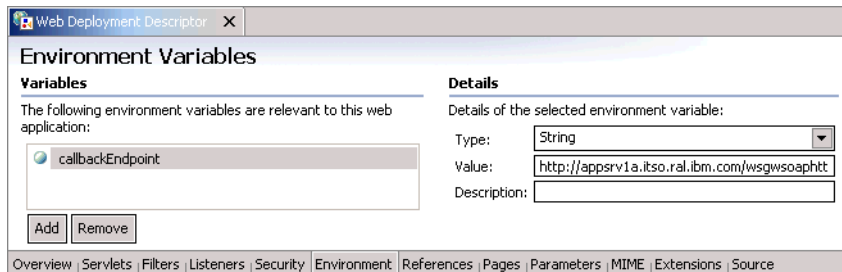 Web Deployment Descriptor X
Environment Variables
Variables
The following environment variables are relevant to this web
application:
callbackEndpoint
Add Remove
Details
Details of the selected environment variable:
Type: String
Value: http://appsrv1a.itso.ral.ibm.com/wsgwsoaphtt
Description:
Overview Servlets Filters Listeners Security Environment References Pages Parameters MIME Extensions Source